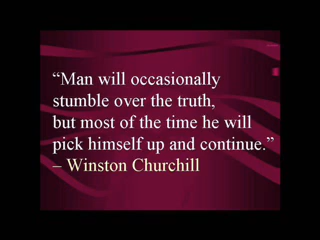 “Man will occasionally
stumble over the truth,
but most of the time he will
pick himself up and continue.”
– Winston Churchill